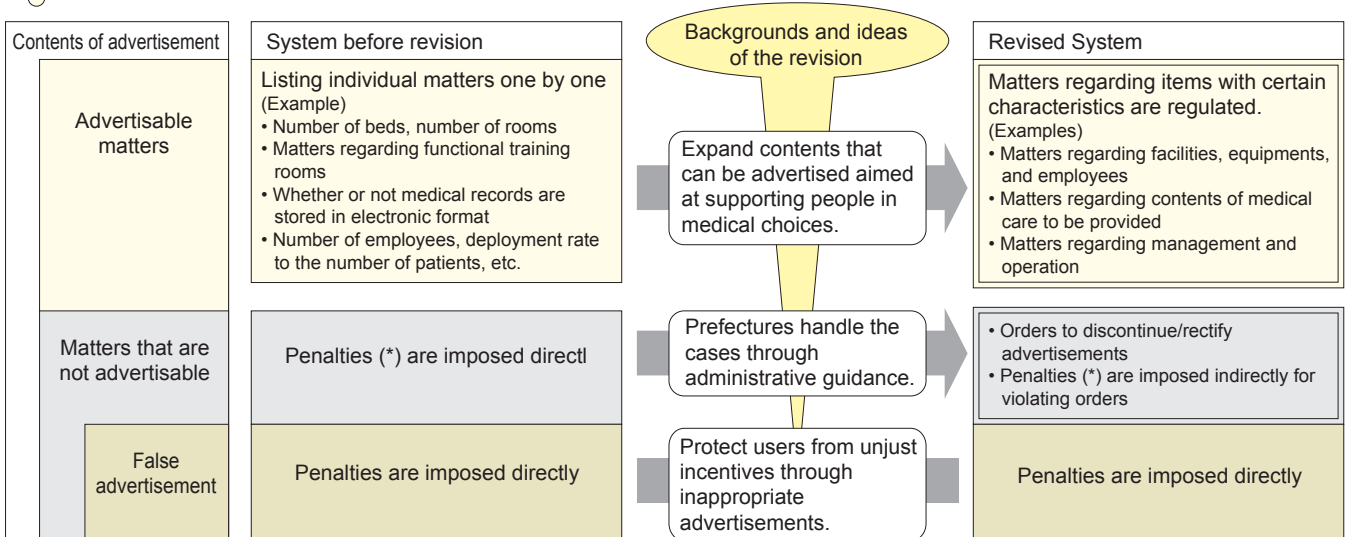 Contents of advertisement
System before revision
Backgrounds and ideas
of the revision
Revised System
Advertisable
matters
Listing individual matters one by one
(Example)
• Number of beds, number of rooms
• Matters regarding functional training
rooms
• Whether or not medical records are
stored in electronic format
• Number of employees, deployment rate
to the number of patients, etc.
Expand contents that
can be advertised aimed
at supporting people in
medical choices.
Matters regarding items with certain
characteristics are regulated.
(Examples)
• Matters regarding facilities, equipments,
and employees
• Matters regarding contents of medical
care to be provided
• Matters regarding management and
operation
Matters that are
not advertisable
Penalties (*) are imposed directl
Prefectures handle the
cases through
administrative guidance.
• Orders to discontinue/rectify
advertisements
• Penalties (*) are imposed indirectly for
violating orders
False
advertisement
Penalties are imposed directly
Protect users from unjust
incentives through
inappropriate
advertisements.
Penalties are imposed directly